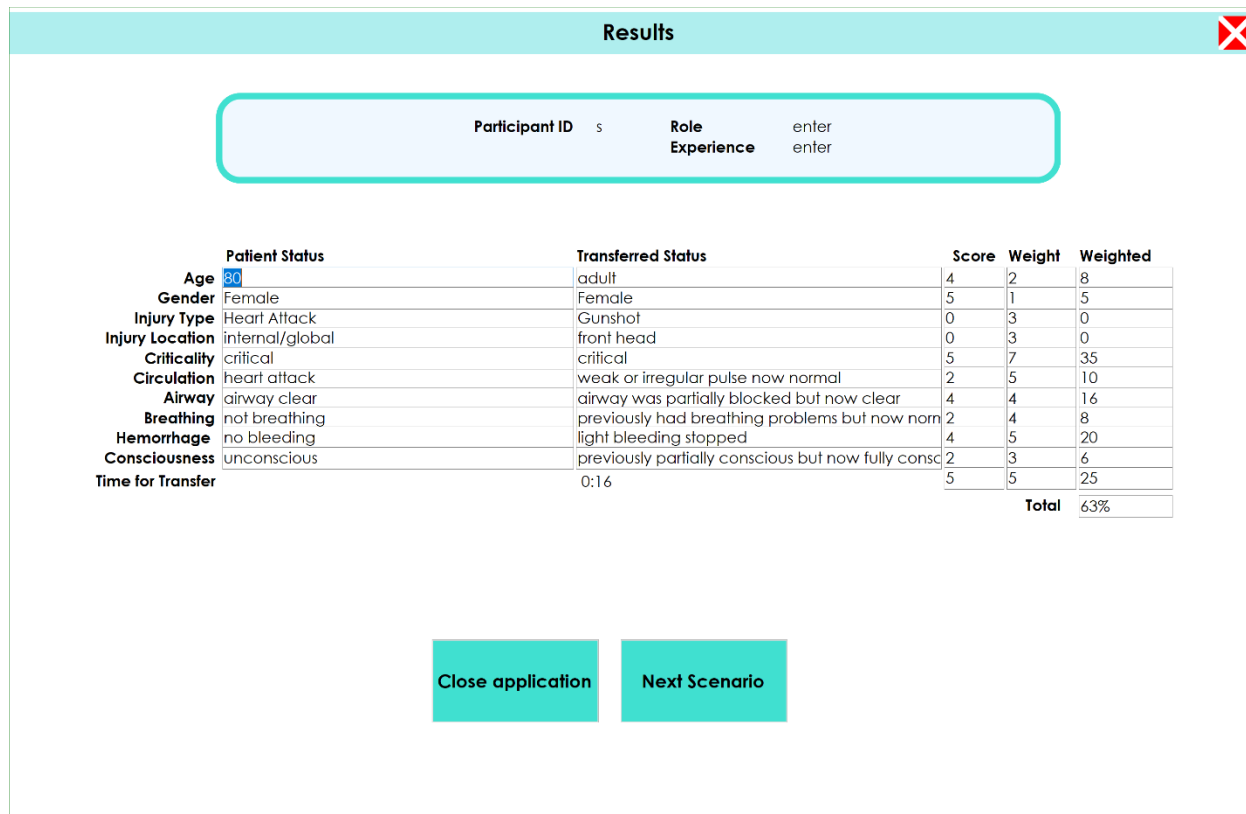 Results
Participant ID s Role enter
Experience enter
Patient Status Transferred Status Score Weight Weighted
Age 80 adult 4 2 8
Gender Female Female 5 1 5
Injury Type Heart Attack Gunshot 0 3 0
Injury Location internal/global front head 0 3 0
Criticality critical critical 5 7 35
Circulation heart attack weak or irregular pulse now normal 2 5 10
Airway airway clear airway was partially blocked but now clear 4 4 16
Breathing not breathing previously had breathing problems but now norn 2 4 8
Hemorrhage no bleeding light bleeding stopped 4 5 20
Consciousness unconscious previously partially conscious but now fully consc 2 3 6
Time for Transfer 0:16 5 5 25
Total 63%
Close application Next Scenario